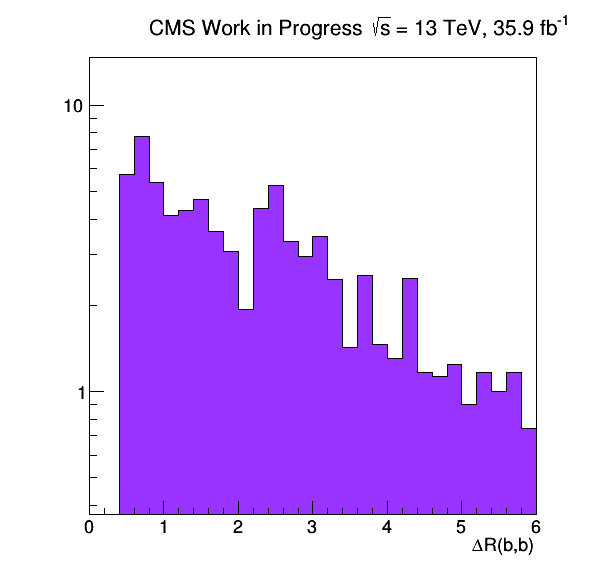 CMS Work in Progress √s = 13 TeV, 35.9 fb⁻¹
10
1
0 1 2 3 4 5 6
ΔR(b,b)